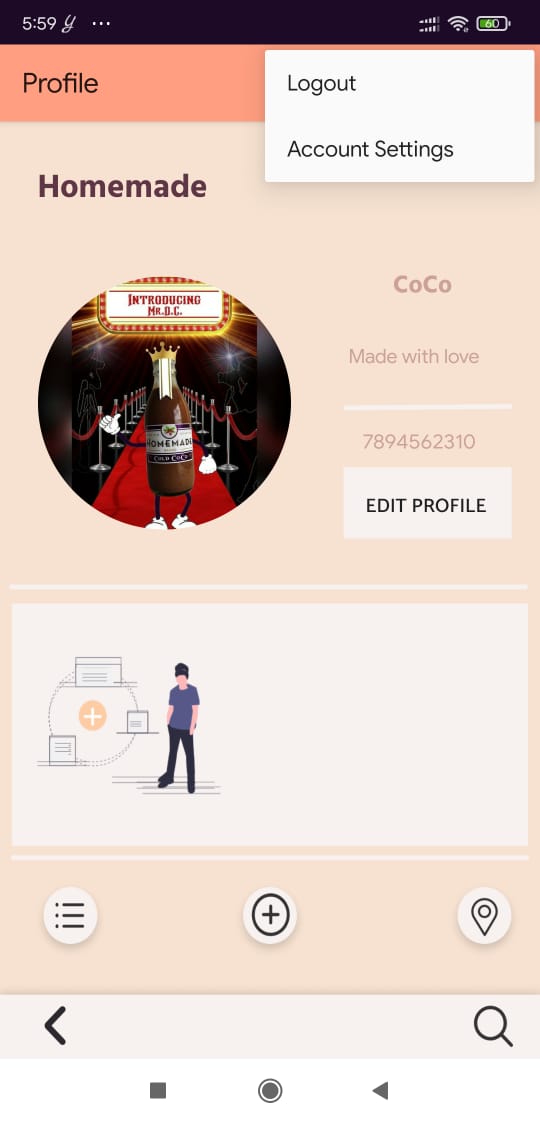 5:59
60
Profile
Logout
Account Settings
Homemade
INTRODUCING
MR.D.C.
HOMEMADE
COLD COCO
CoCo
Made with love
7894562310
EDIT PROFILE